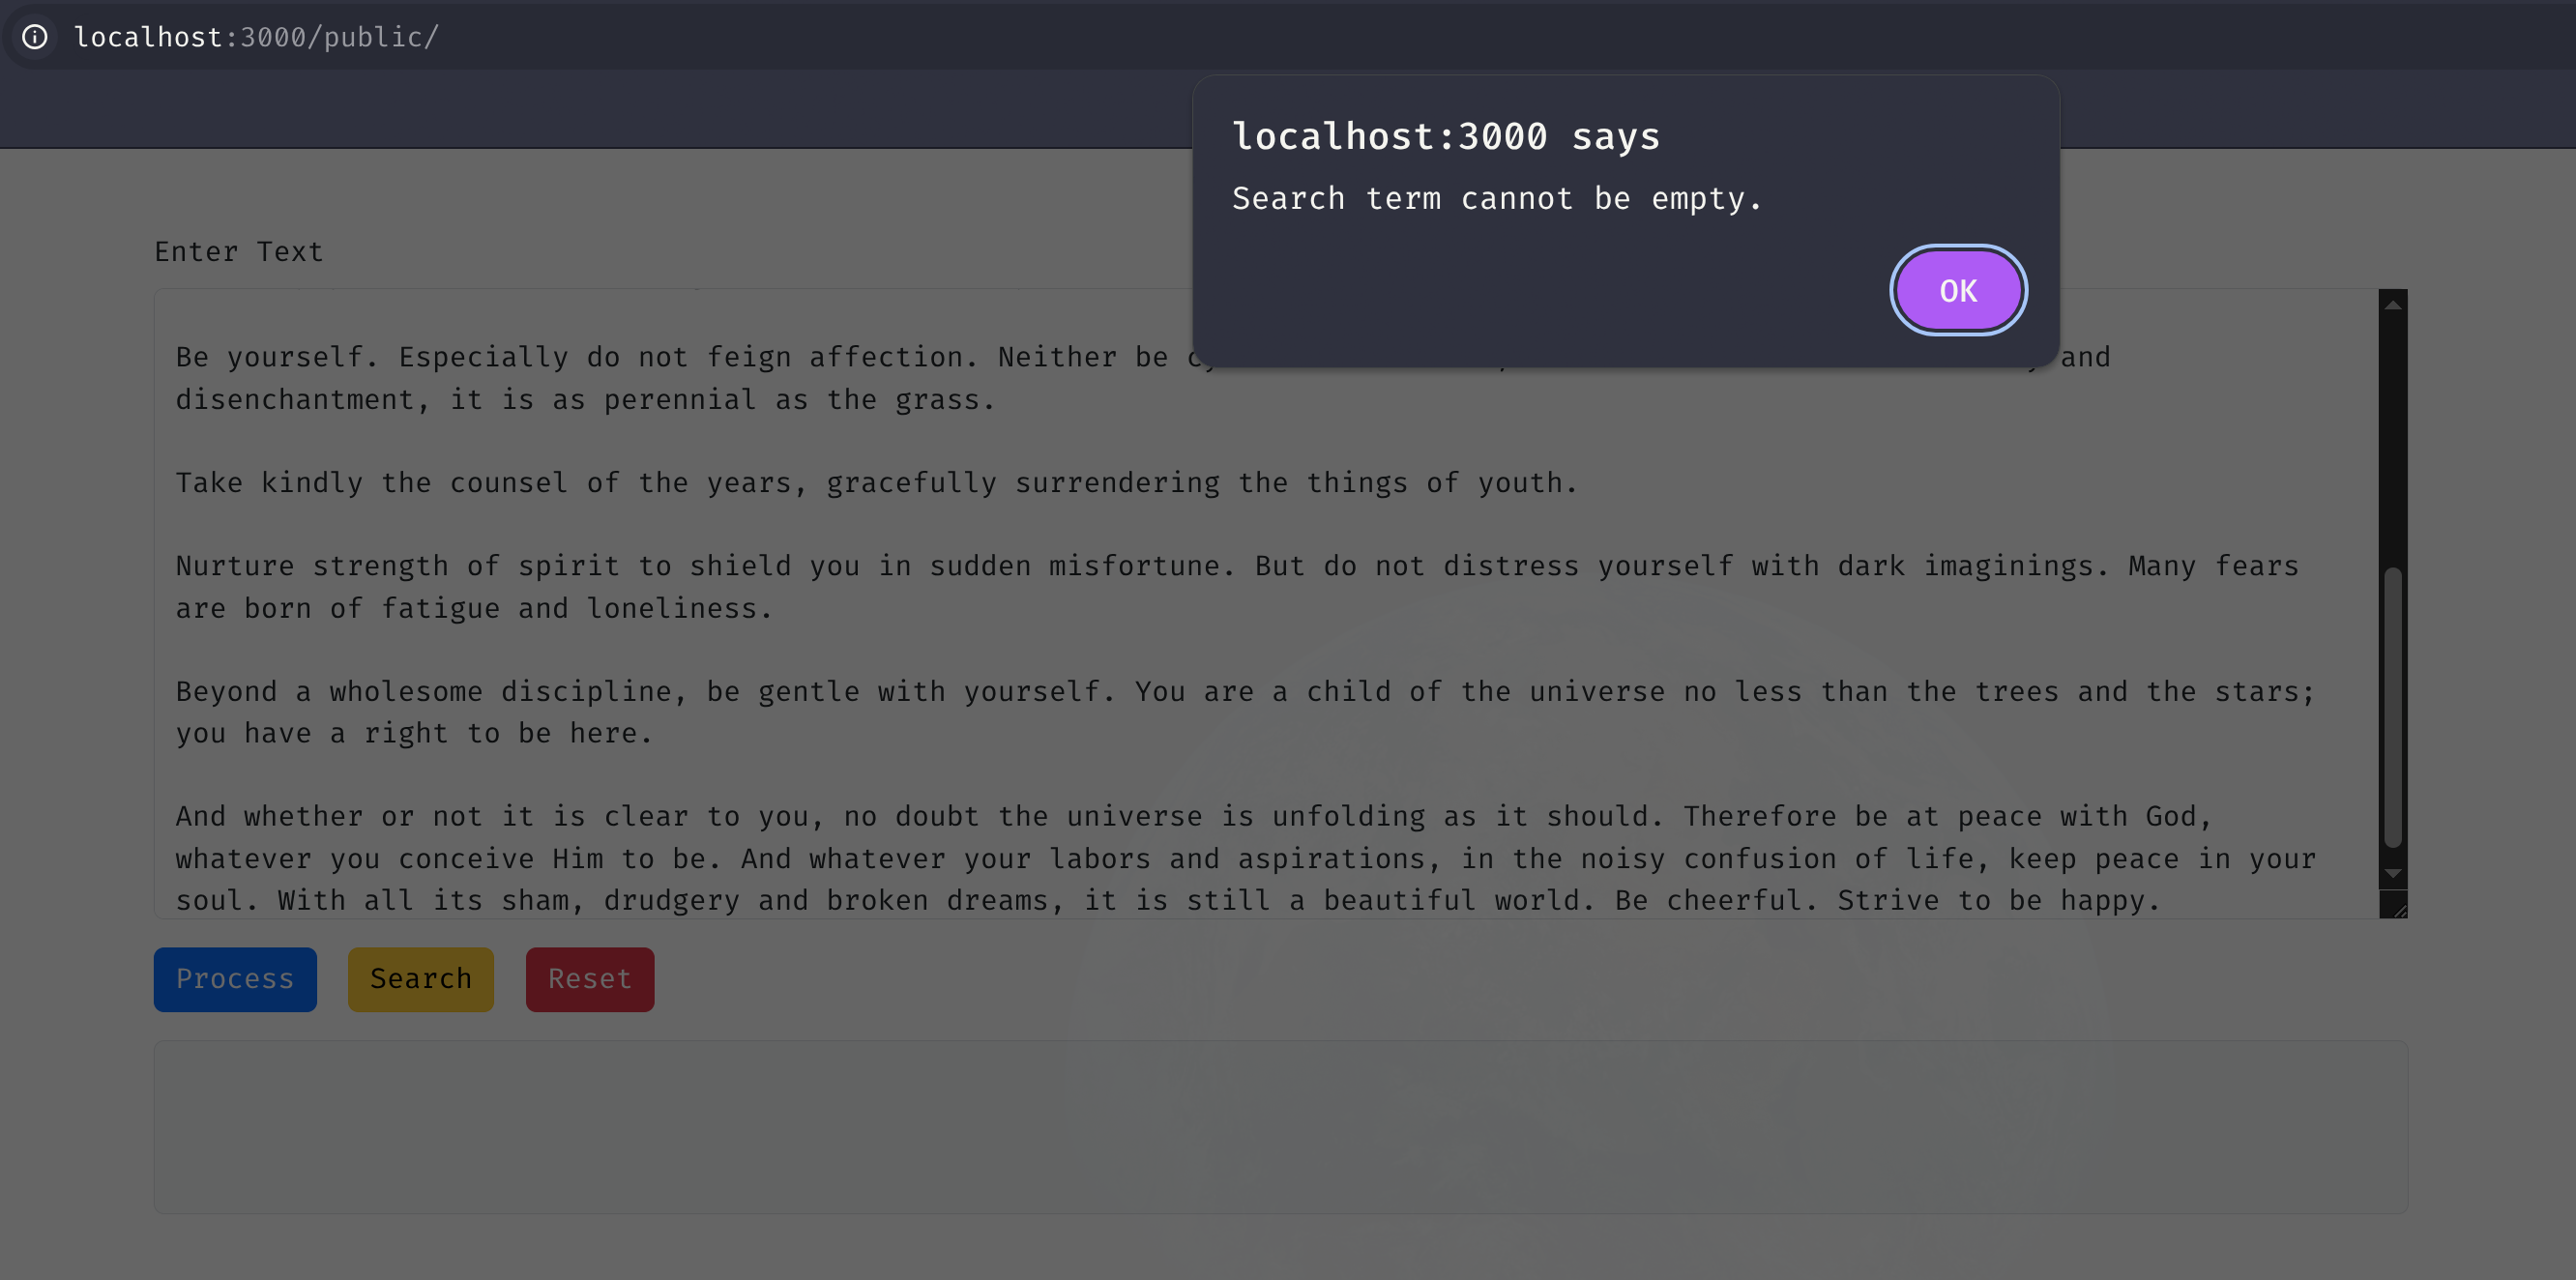 localhost:3000/public/
localhost:3000 says
Search term cannot be empty.
OK
Enter Text
Be yourself. Especially do not feign affection. Neither be and
disenchantment, it is as perennial as the grass.
Take kindly the counsel of the years, gracefully surrendering the things of youth.
Nurture strength of spirit to shield you in sudden misfortune. But do not distress yourself with dark imaginings. Many fears
are born of fatigue and loneliness.
Beyond a wholesome discipline, be gentle with yourself. You are a child of the universe no less than the trees and the stars;
you have a right to be here.
And whether or not it is clear to you, no doubt the universe is unfolding as it should. Therefore be at peace with God,
whatever you conceive Him to be. And whatever your labors and aspirations, in the noisy confusion of life, keep peace in your
soul. With all its sham, drudgery and broken dreams, it is still a beautiful world. Be cheerful. Strive to be happy.
Process Search Reset